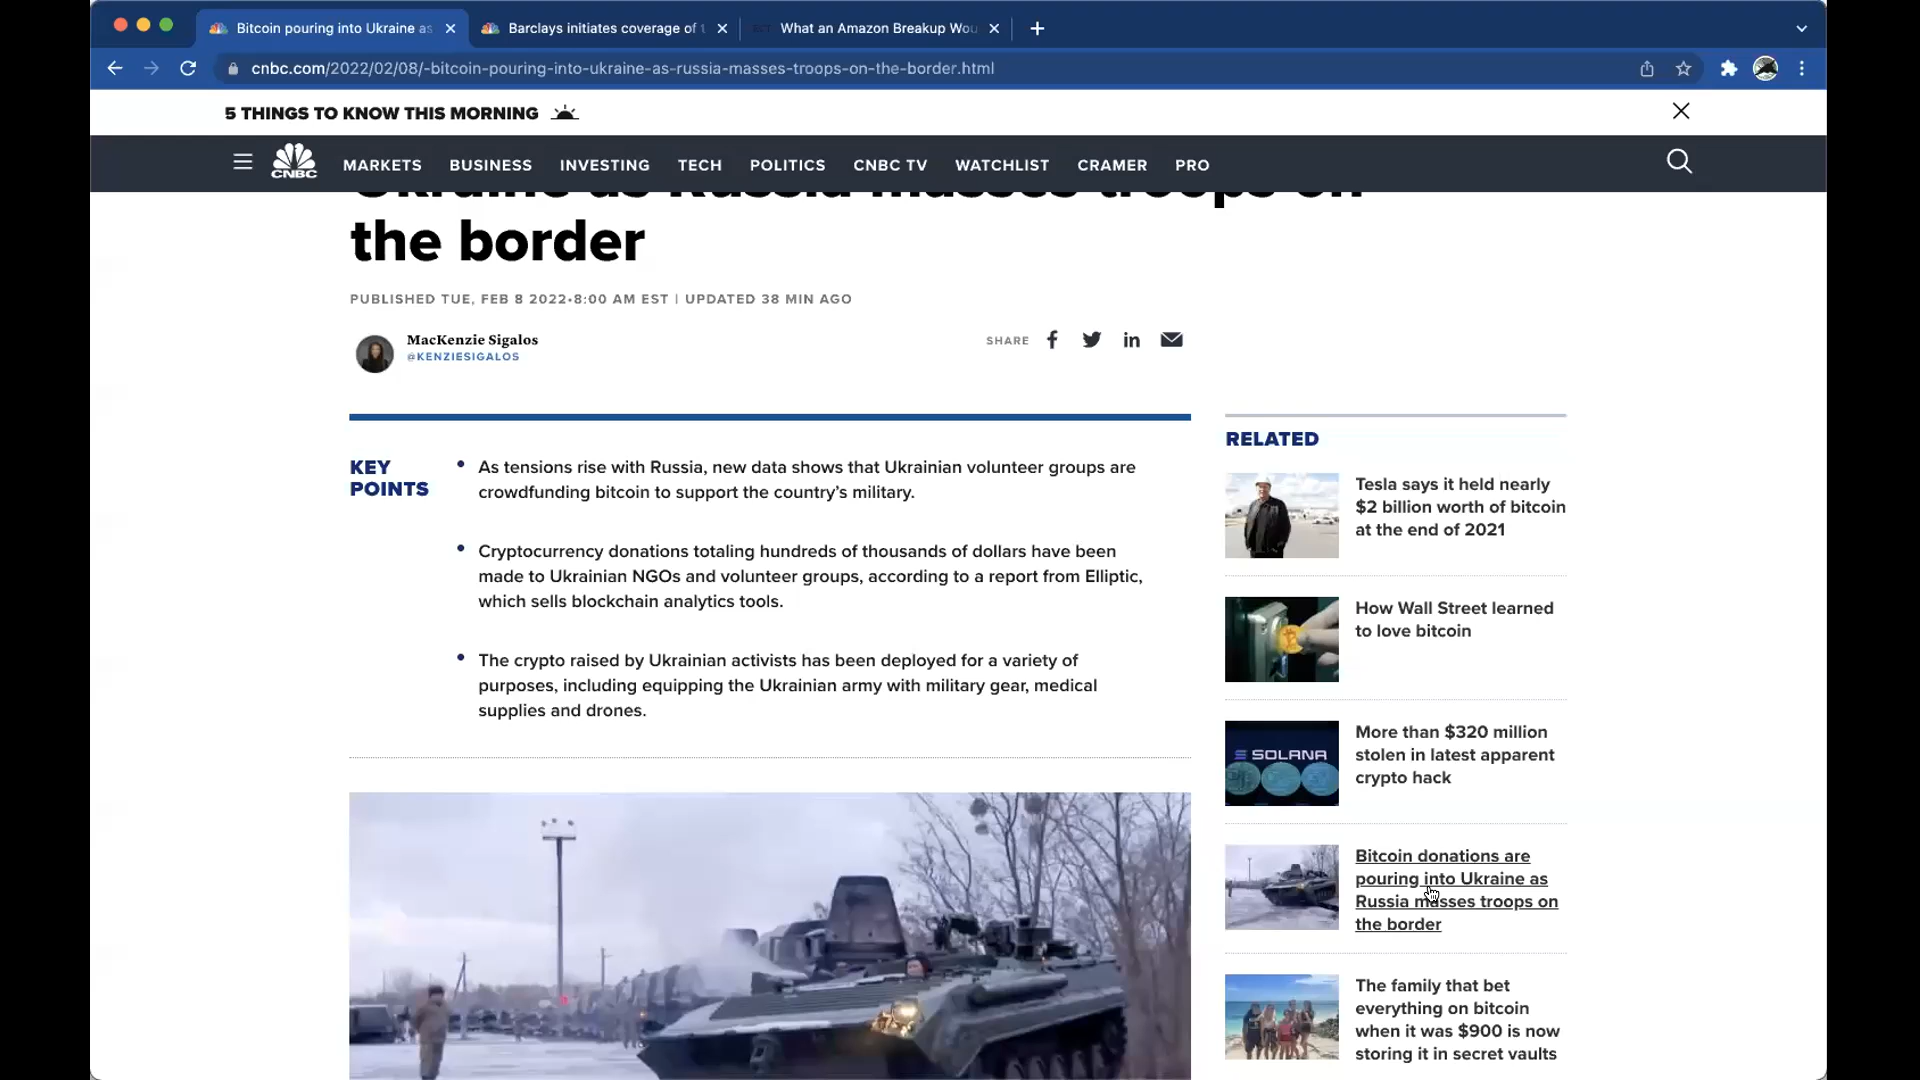 Bitcoin pouring into Ukraine as
Barclays initiates coverage of t
What an Amazon Breakup Wou
cnbc.com/2022/02/08/-bitcoin-pouring-into-ukraine-as-russia-masses-troops-on-the-border.html
5 THINGS TO KNOW THIS MORNING
CNBC
MARKETS
BUSINESS
INVESTING
TECH
POLITICS
CNBC TV
WATCHLIST
CRAMER
PRO
Ukraine as Russia masses troops on
the border
PUBLISHED TUE, FEB 8 2022•8:00 AM EST | UPDATED 38 MIN AGO
MacKenzie Sigalos
@KENZIESIGALOS
SHARE
KEY
POINTS
• As tensions rise with Russia, new data shows that Ukrainian volunteer groups are
crowdfunding bitcoin to support the country’s military.
• Cryptocurrency donations totaling hundreds of thousands of dollars have been
made to Ukrainian NGOs and volunteer groups, according to a report from Elliptic,
which sells blockchain analytics tools.
• The crypto raised by Ukrainian activists has been deployed for a variety of
purposes, including equipping the Ukrainian army with military gear, medical
supplies and drones.
RELATED
Tesla says it held nearly
$2 billion worth of bitcoin
at the end of 2021
How Wall Street learned
to love bitcoin
SOLANA
More than $320 million
stolen in latest apparent
crypto hack
Bitcoin donations are
pouring into Ukraine as
Russia masses troops on
the border
The family that bet
everything on bitcoin
when it was $900 is now
storing it in secret vaults